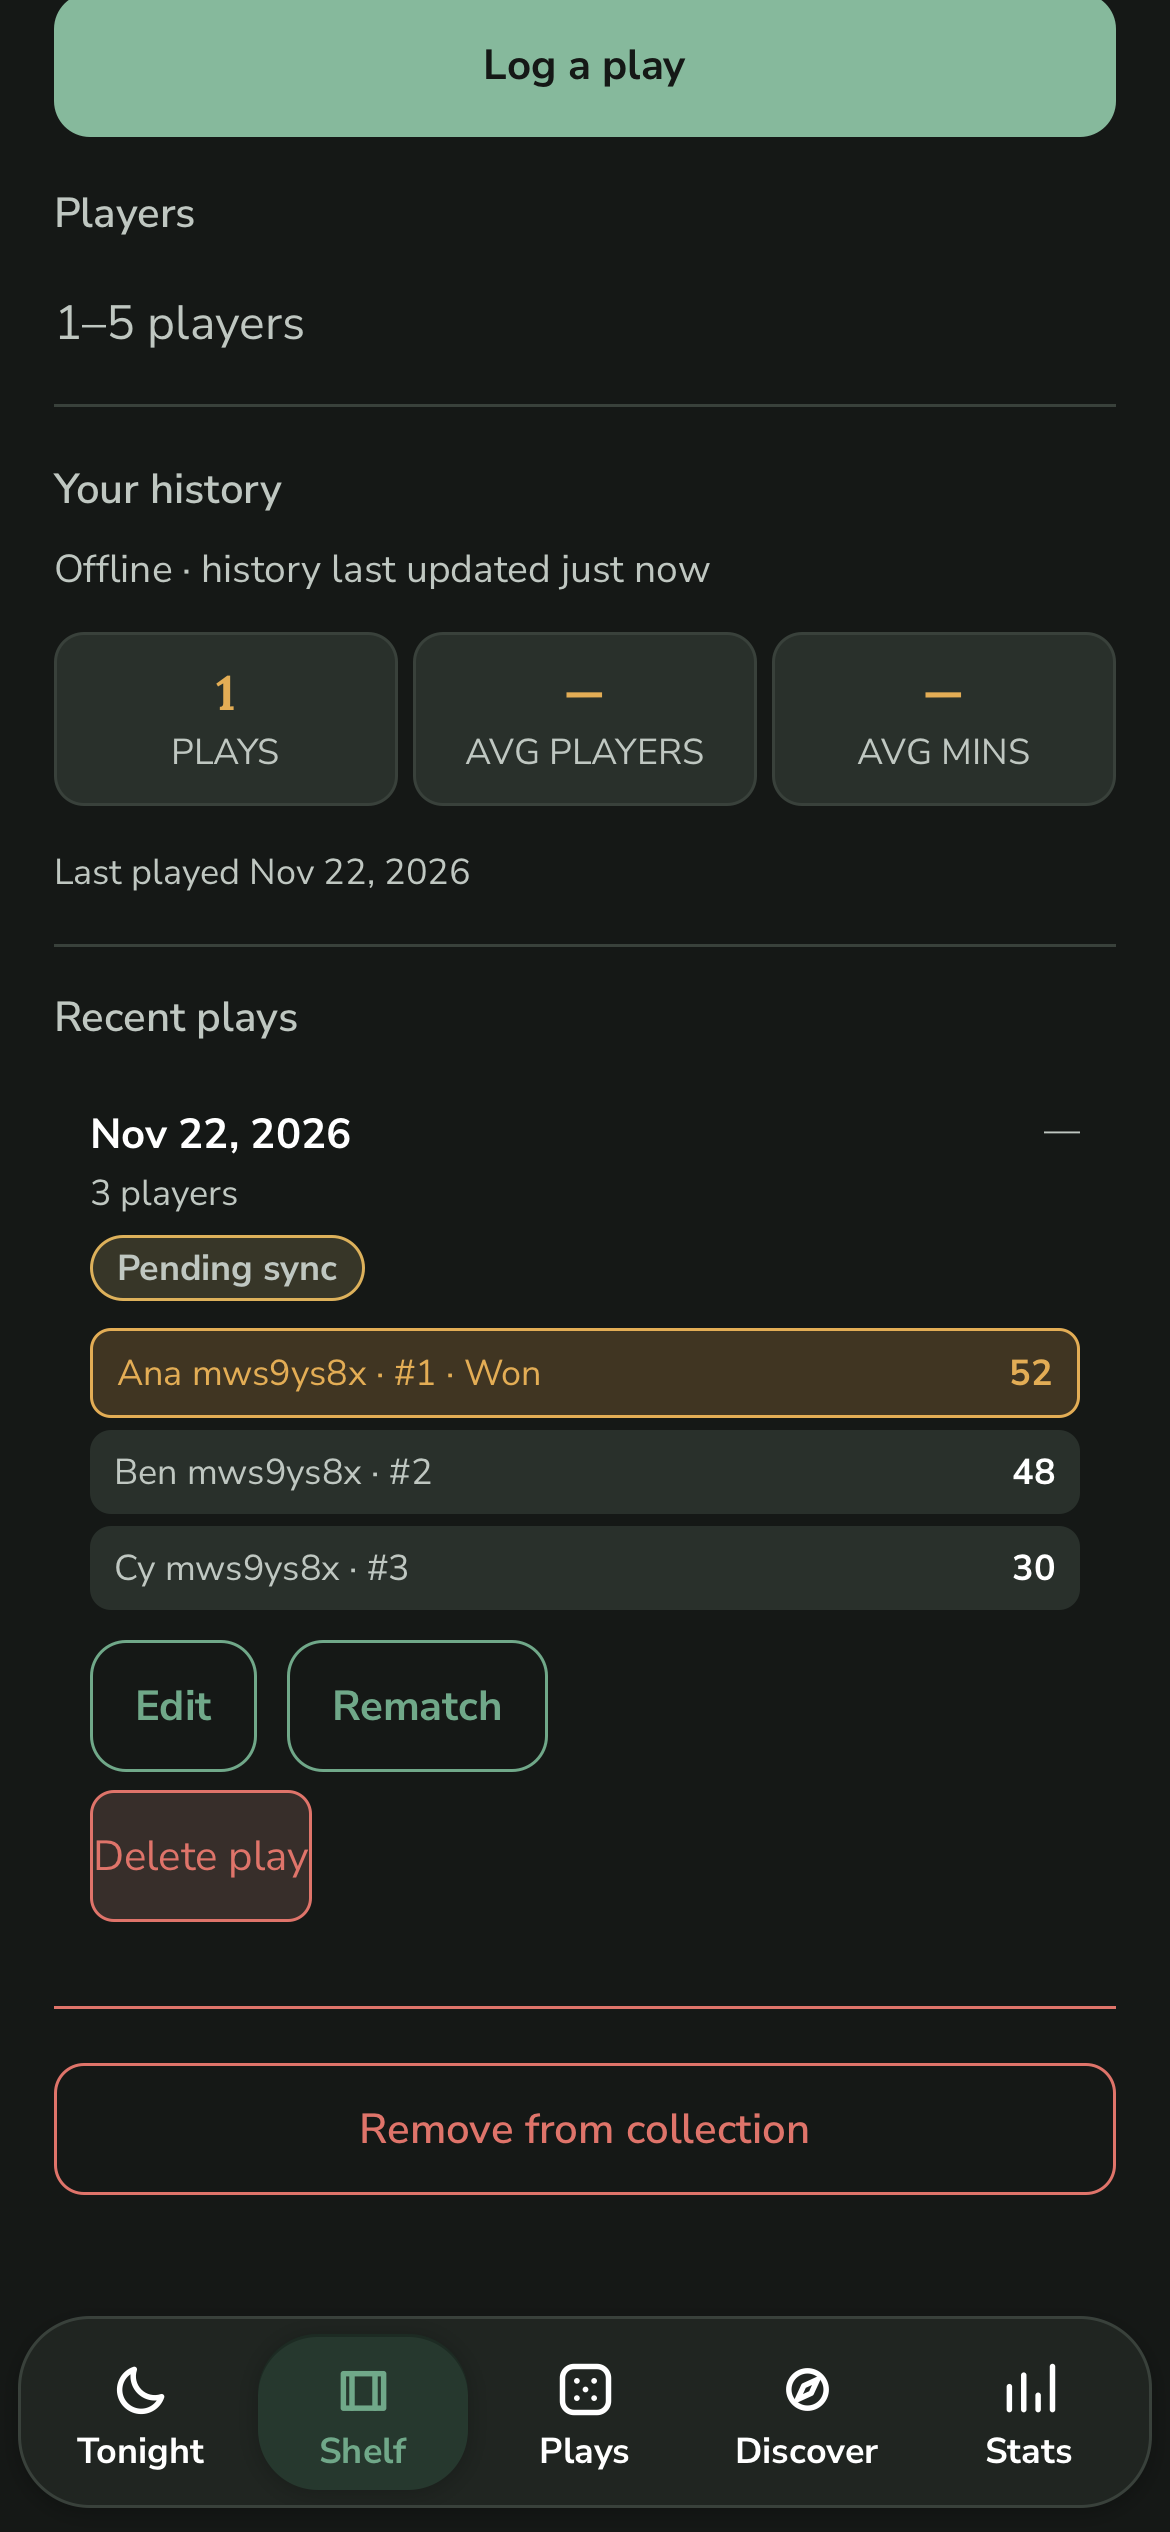 Log a play
Players
1–5 players
Your history
Offline · history last updated just now
1
PLAYS
—
AVG PLAYERS
—
AVG MINS
Last played Nov 22, 2026
Recent plays
Nov 22, 2026 —
3 players
Pending sync
Ana mws9ys8x · #1 · Won 52
Ben mws9ys8x · #2 48
Cy mws9ys8x · #3 30
Edit Rematch
Delete play
Remove from collection
Tonight Shelf Plays Discover Stats